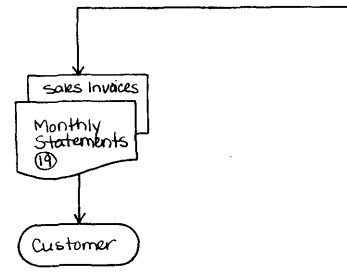 Sales Invoices
Monthly
Statements
19
Customer